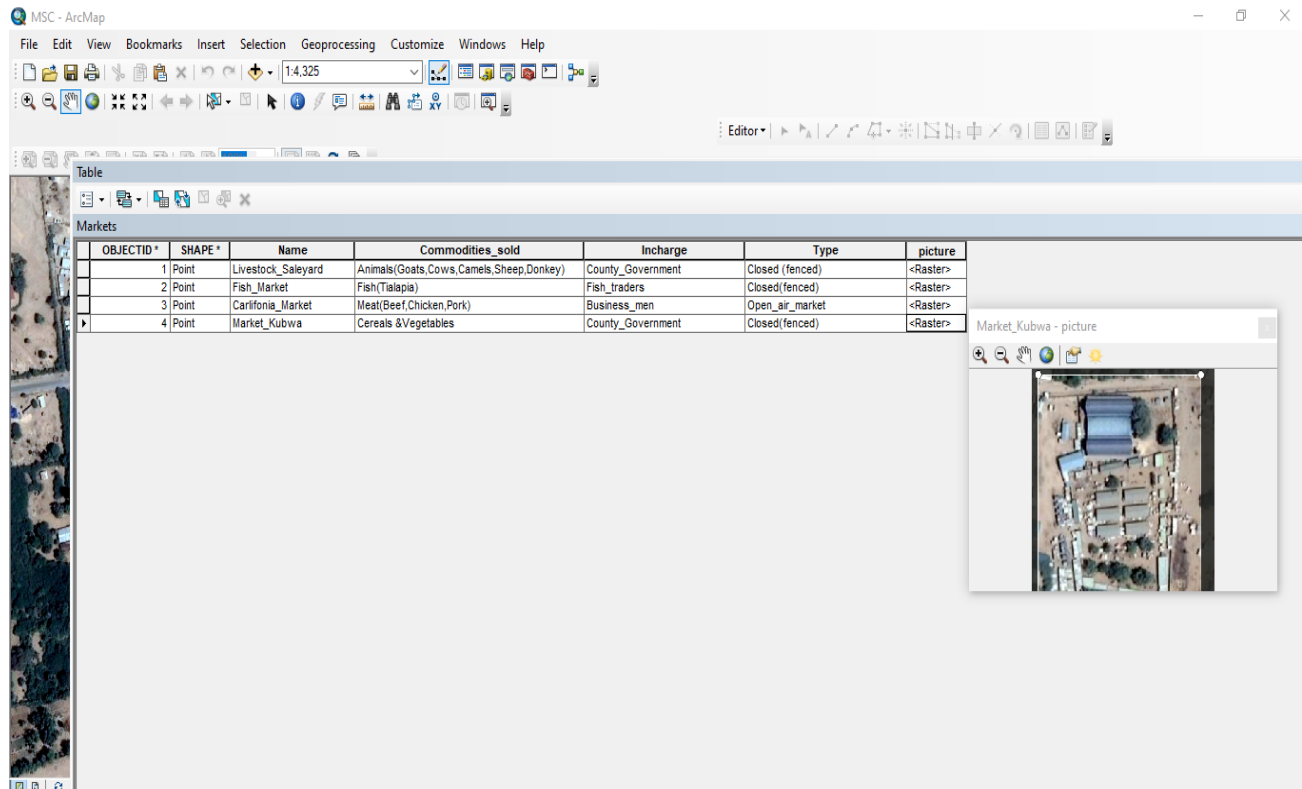 MSC - ArcMap
File Edit View Bookmarks Insert Selection Geoprocessing Customize Windows Help
1:4,325
Editor
Table
Markets
OBJECTID * SHAPE * Name Commodities_sold Incharge Type picture
1 Point Livestock_Saleyard Animals(Goats,Cows,Camels,Sheep,Donkey) County_Government Closed (fenced) <Raster>
2 Point Fish_Market Fish(Tialapia) Fish_traders Closed(fenced) <Raster>
3 Point Carlifonia_Market Meat(Beef,Chicken,Pork) Business_men Open_air_market <Raster>
4 Point Market_Kubwa Cereals &Vegetables County_Government Closed(fenced) <Raster>
Market_Kubwa - picture